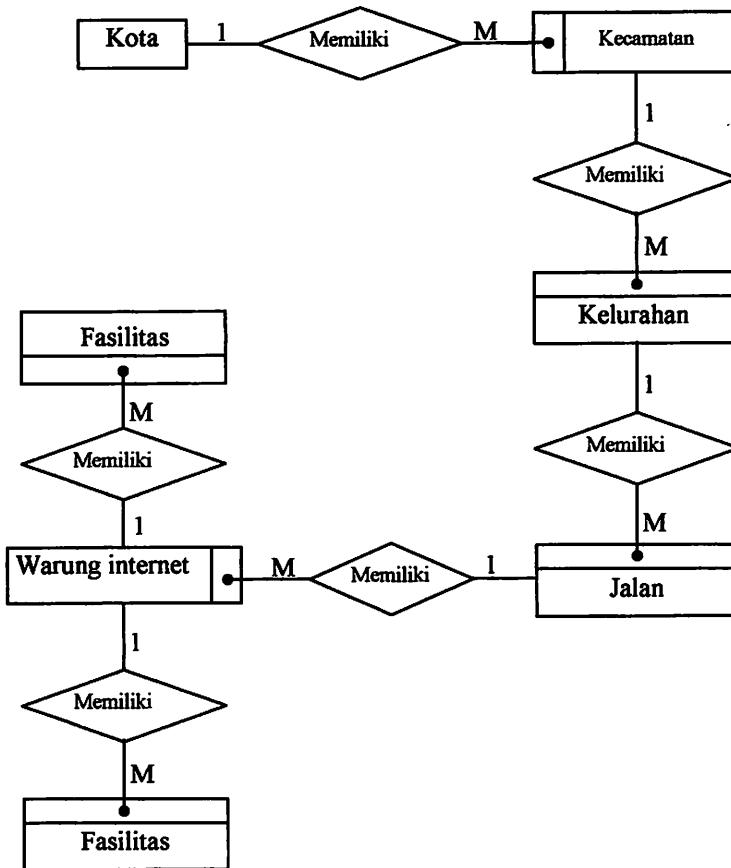 Kota
1
Memiliki
M
Kecamatan
1
Memiliki
M
Kelurahan
1
Memiliki
M
Jalan
1
Memiliki
M
Warung internet
1
Memiliki
M
Fasilitas
1
Memiliki
M
Fasilitas